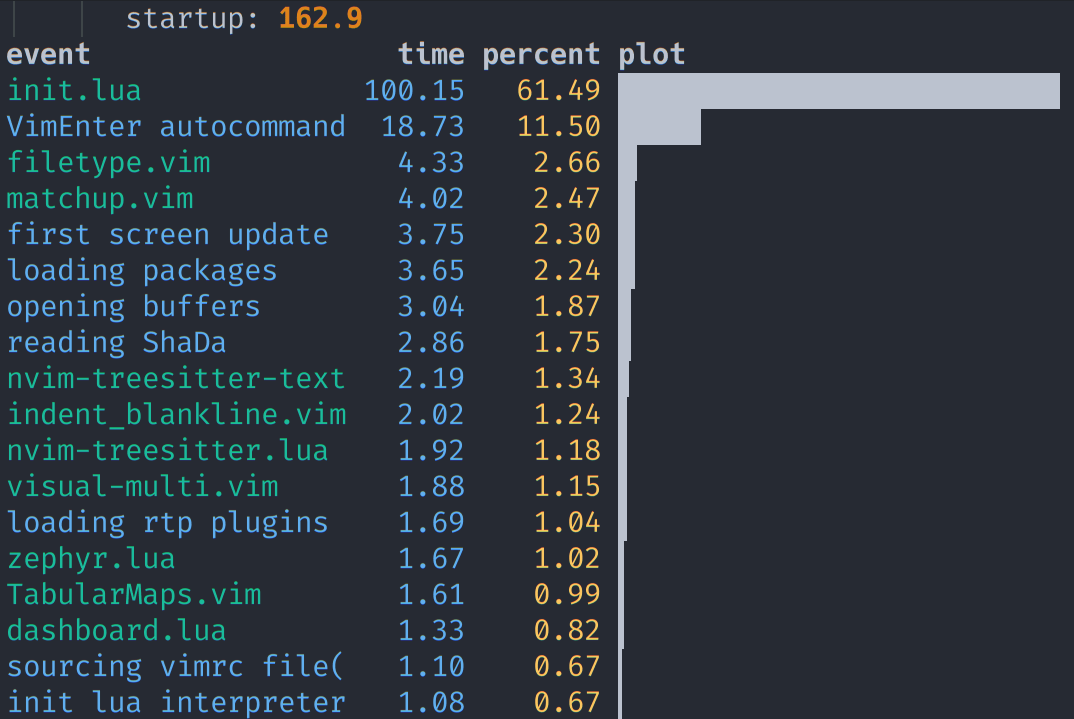 startup: 162.9
event time percent plot
init.lua 100.15 61.49
VimEnter autocommand 18.73 11.50
filetype.vim 4.33 2.66
matchup.vim 4.02 2.47
first screen update 3.75 2.30
loading packages 3.65 2.24
opening buffers 3.04 1.87
reading ShaDa 2.86 1.75
nvim-treesitter-text 2.19 1.34
indent_blankline.vim 2.02 1.24
nvim-treesitter.lua 1.92 1.18
visual-multi.vim 1.88 1.15
loading rtp plugins 1.69 1.04
zephyr.lua 1.67 1.02
TabularMaps.vim 1.61 0.99
dashboard.lua 1.33 0.82
sourcing vimrc file( 1.10 0.67
init lua interpreter 1.08 0.67